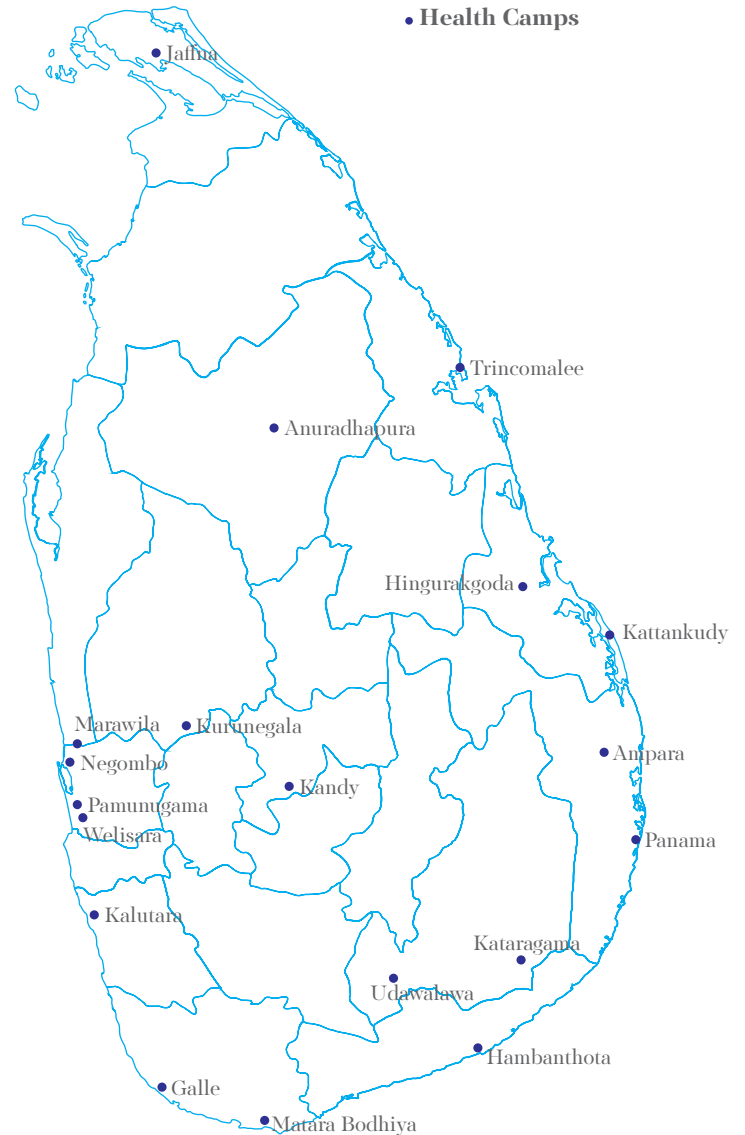 Health Camps
Jaffna
Trincomalee
Anuradhapura
Hingurakgoda
Kattankudy
Marawila
Kurunegala
Negombo
Ampara
Kandy
Pamunugama
Welisara
Panama
Kalutara
Kataragama
Udawalawa
Hambanthota
Galle
Matara Bodhiya